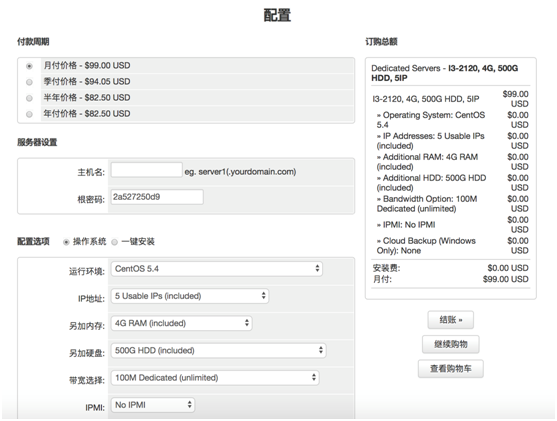 配置
付款周期
月付价格 - $99.00 USD
季付价格 - $94.05 USD
半年价格 - $82.50 USD
年付价格 - $82.50 USD
服务器设置
主机名: eg. server1(.yourdomain.com)
根密码: 2a527250d9
配置选项 操作系统 一键安装
运行环境: CentOS 5.4
IP地址: 5 Usable IPs (included)
另加内存: 4G RAM (included)
另加硬盘: 500G HDD (included)
带宽选择: 100M Dedicated (unlimited)
IPMI: No IPMI
订购总额
Dedicated Servers - I3-2120, 4G, 500G
HDD, 5IP
I3-2120, 4G, 500G HDD, 5IP $99.00
USD
» Operating System: CentOS $0.00
5.4 USD
» IP Addresses: 5 Usable IPs $0.00
(included) USD
» Additional RAM: 4G RAM $0.00
(included) USD
» Additional HDD: 500G HDD $0.00
(included) USD
» Bandwidth Option: 100M $0.00
Dedicated (unlimited) USD
» IPMI: No IPMI $0.00
USD
» Cloud Backup (Windows $0.00
Only): None USD
安装费: $0.00 USD
月付: $99.00 USD
结账 »
继续购物
查看购物车